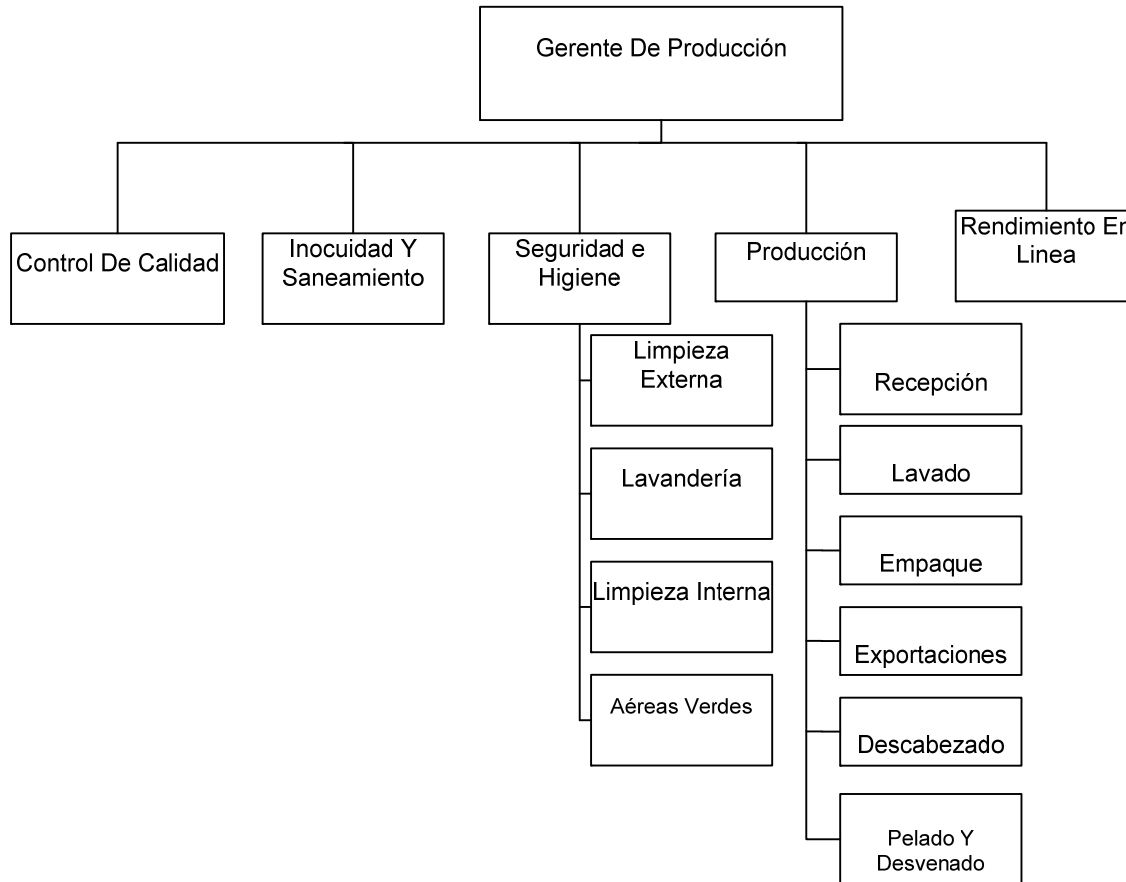 Gerente De Producción
Control De Calidad
Inocuidad Y
Saneamiento
Seguridad e
Higiene
Producción
Rendimiento En
Linea
Limpieza
Externa
Lavandería
Limpieza Interna
Aéreas Verdes
Recepción
Lavado
Empaque
Exportaciones
Descabezado
Pelado Y
Desvenado